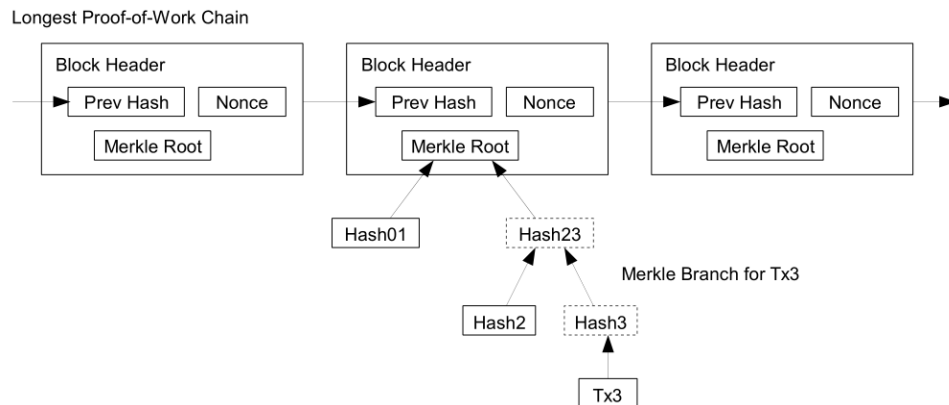 Longest Proof-of-Work Chain
Block Header
Prev Hash
Nonce
Merkle Root
Block Header
Prev Hash
Nonce
Merkle Root
Block Header
Prev Hash
Nonce
Merkle Root
Hash01
Hash23
Merkle Branch for Tx3
Hash2
Hash3
Tx3